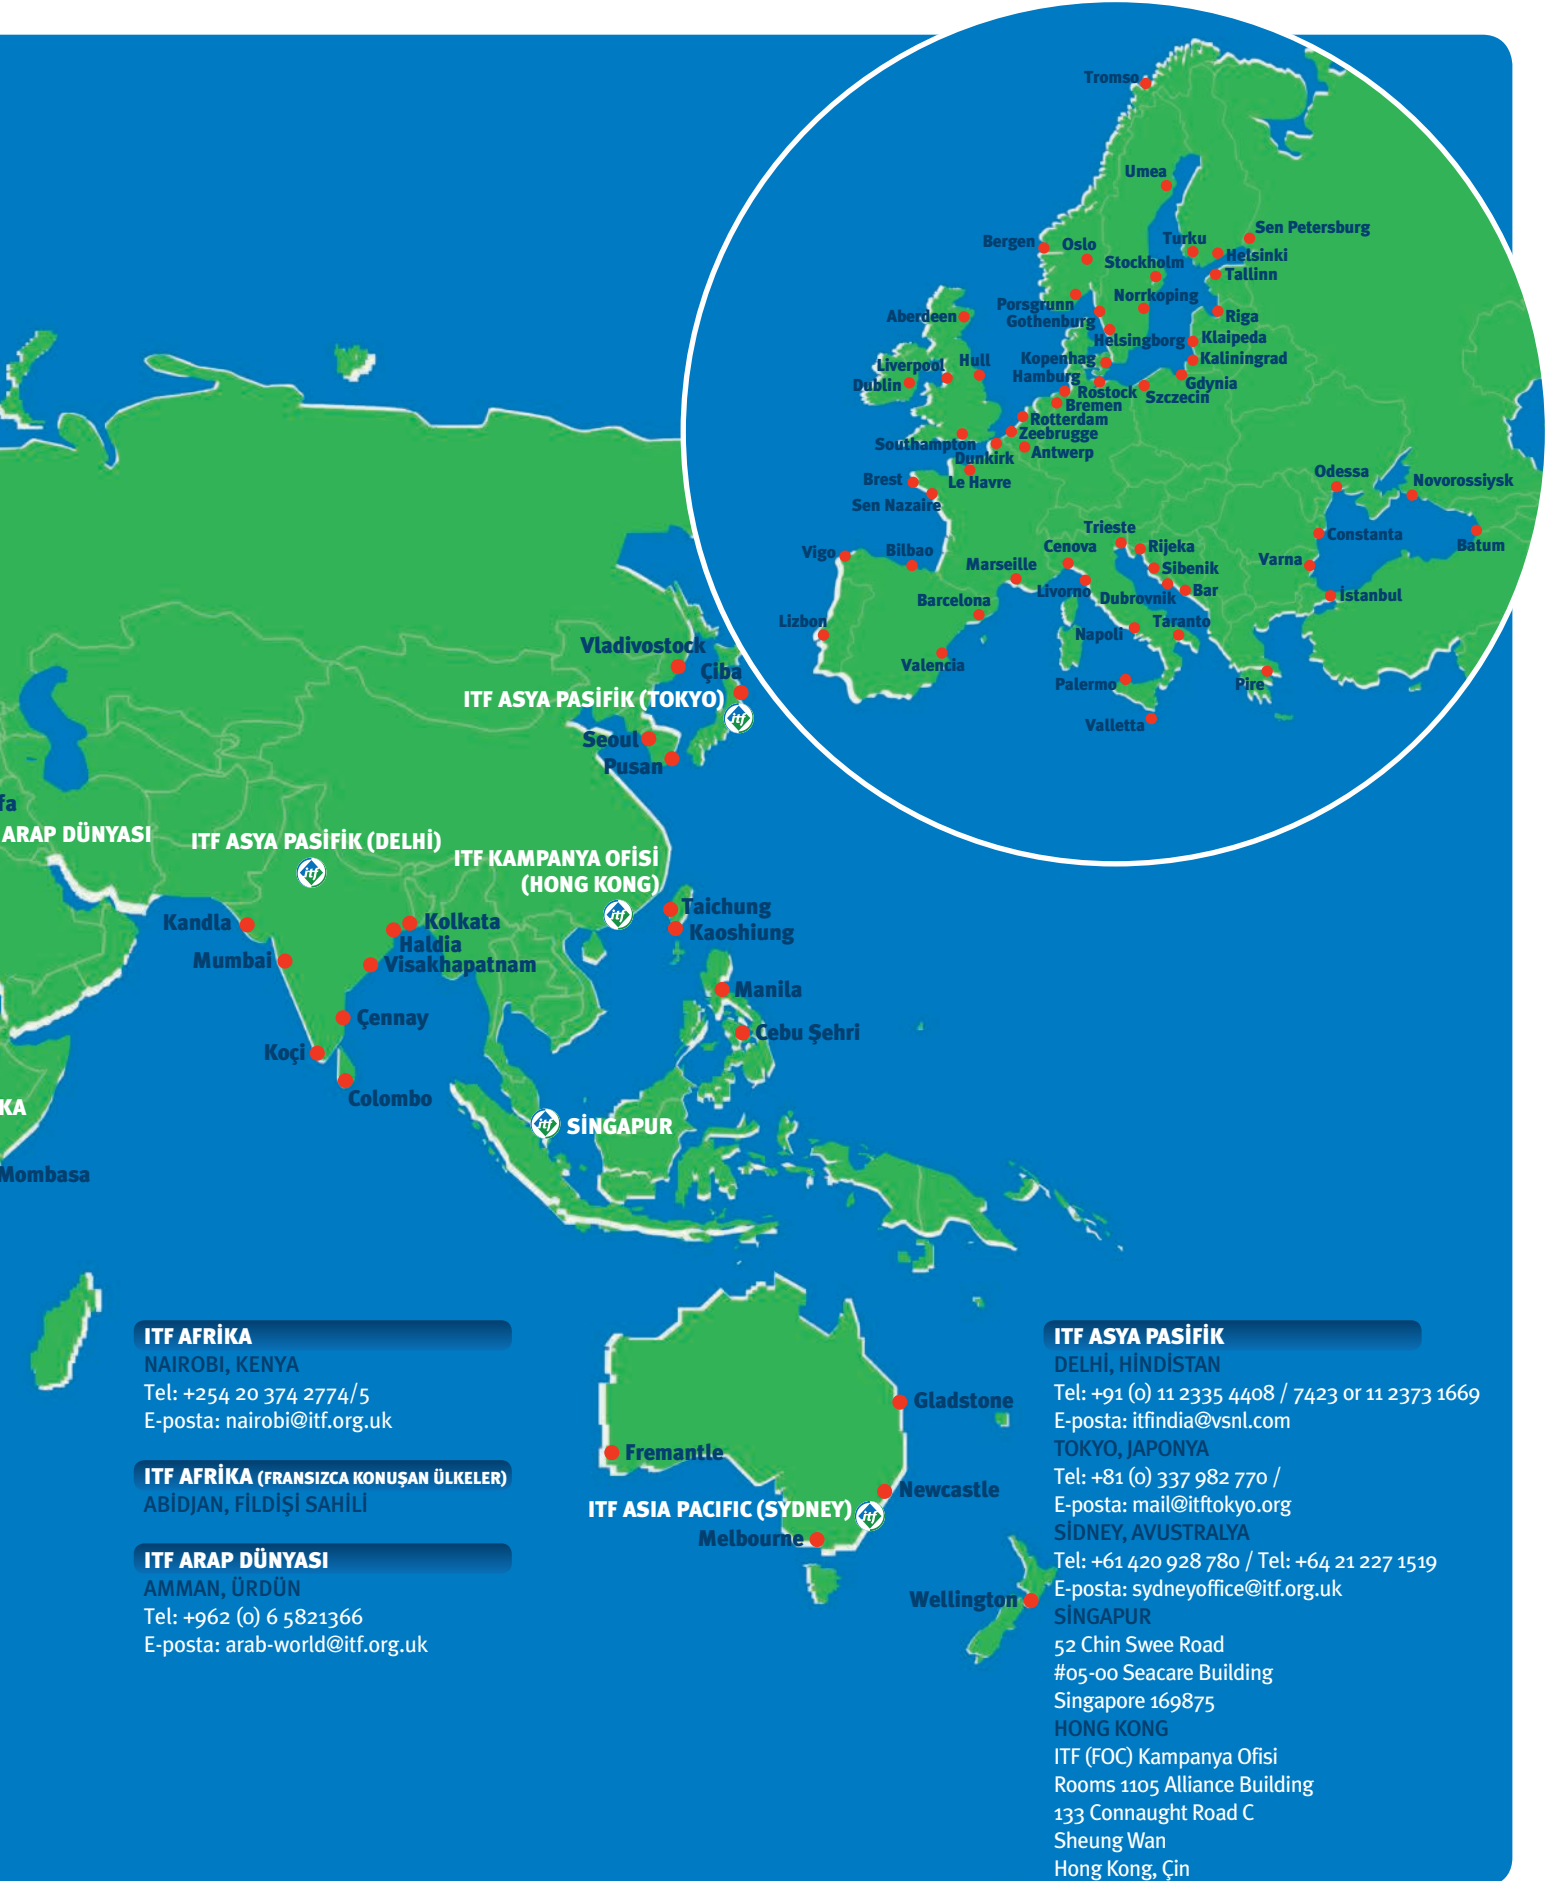 Tromso
Umea
Sen Petersburg
Bergen
Oslo
Turku
Helsinki
Stockholm
Tallinn
Porsgrunn
Norrkoping
Aberdeen
Gothenburg
Riga
Helsingborg
Klaipeda
Liverpool
Hull
Kopenhag
Kaliningrad
Dublin
Hamburg
Gdynia
Rostock
Szczecin
Bremen
Rotterdam
Zeebrugge
Southampton
Antwerp
Dunkirk
Brest
Le Havre
Odessa
Novorossiysk
Sen Nazaire
Trieste
Constanta
Vigo
Bilbao
Cenova
Rijeka
Batum
Marseille
Sibenik
Varna
Livorno
Dubrovnik
Bar
İstanbul
Barcelona
Lizbon
Napoli
Taranto
Valencia
Palermo
Pire
Valletta
Vladivostock
Çiba
ITF ASYA PASİFİK (TOKYO)
itf
Seoul
Pusan
fa
ARAP DÜNYASI
ITF ASYA PASİFİK (DELHİ)
itf
ITF KAMPANYA OFİSİ
(HONG KONG)
itf
Taichung
Kaoshiung
Kandla
Kolkata
Haldia
Mumbai
Visakhapatnam
Manila
Çennay
Cebu Şehri
Koçi
Colombo
KA
itf
SİNGAPUR
Mombasa
Gladstone
Fremantle
Newcastle
ITF ASIA PACIFIC (SYDNEY)
itf
Melbourne
Wellington
ITF AFRİKA
NAIROBI, KENYA
Tel: +254 20 374 2774/5
E-posta: nairobi@itf.org.uk
ITF AFRİKA (FRANSIZCA KONUŞAN ÜLKELER)
ABİDJAN, FİLDİŞİ SAHİLİ
ITF ARAP DÜNYASI
AMMAN, ÜRDÜN
Tel: +962 (0) 6 5821366
E-posta: arab-world@itf.org.uk
ITF ASYA PASİFİK
DELHİ, HİNDİSTAN
Tel: +91 (0) 11 2335 4408 / 7423 or 11 2373 1669
E-posta: itfindia@vsnl.com
TOKYO, JAPONYA
Tel: +81 (0) 337 982 770 /
E-posta: mail@itftokyo.org
SİDNEY, AVUSTRALYA
Tel: +61 420 928 780 / Tel: +64 21 227 1519
E-posta: sydneyoffice@itf.org.uk
SİNGAPUR
52 Chin Swee Road
#05-00 Seacare Building
Singapore 169875
HONG KONG
ITF (FOC) Kampanya Ofisi
Rooms 1105 Alliance Building
133 Connaught Road C
Sheung Wan
Hong Kong, Çin